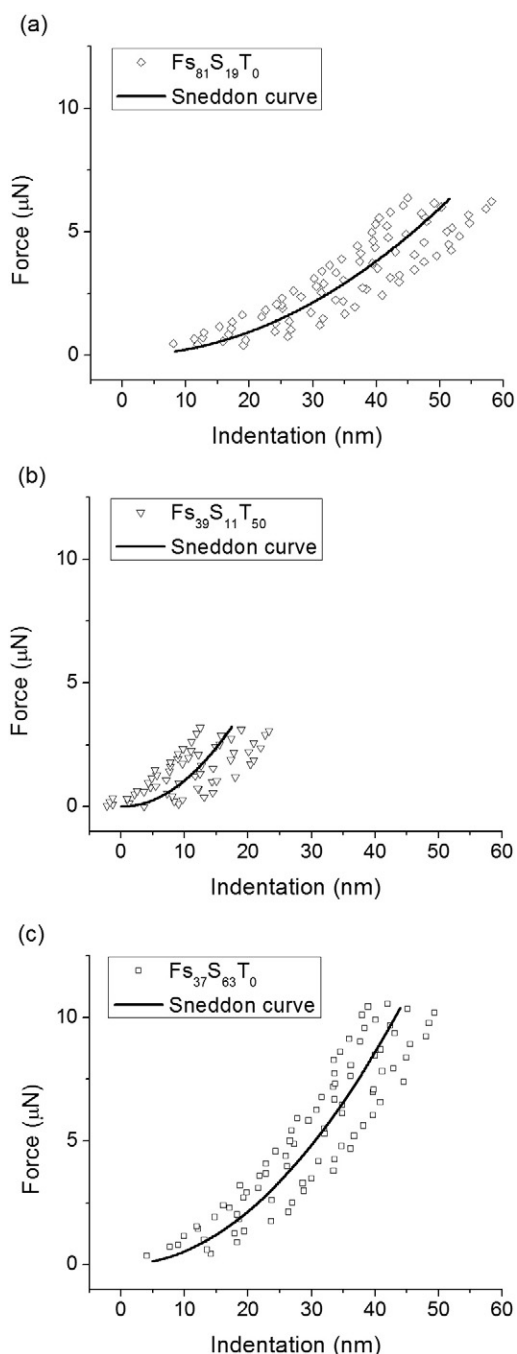 (a)
Fs₈₁S₁₉T₀
Sneddon curve
10
5
0
Force (μN)
0 10 20 30 40 50 60
Indentation (nm)
(b)
Fs₃₉S₁₁T₅₀
Sneddon curve
10
5
0
Force (μN)
0 10 20 30 40 50 60
Indentation (nm)
(c)
Fs₃₇S₆₃T₀
Sneddon curve
10
5
0
Force (μN)
0 10 20 30 40 50 60
Indentation (nm)